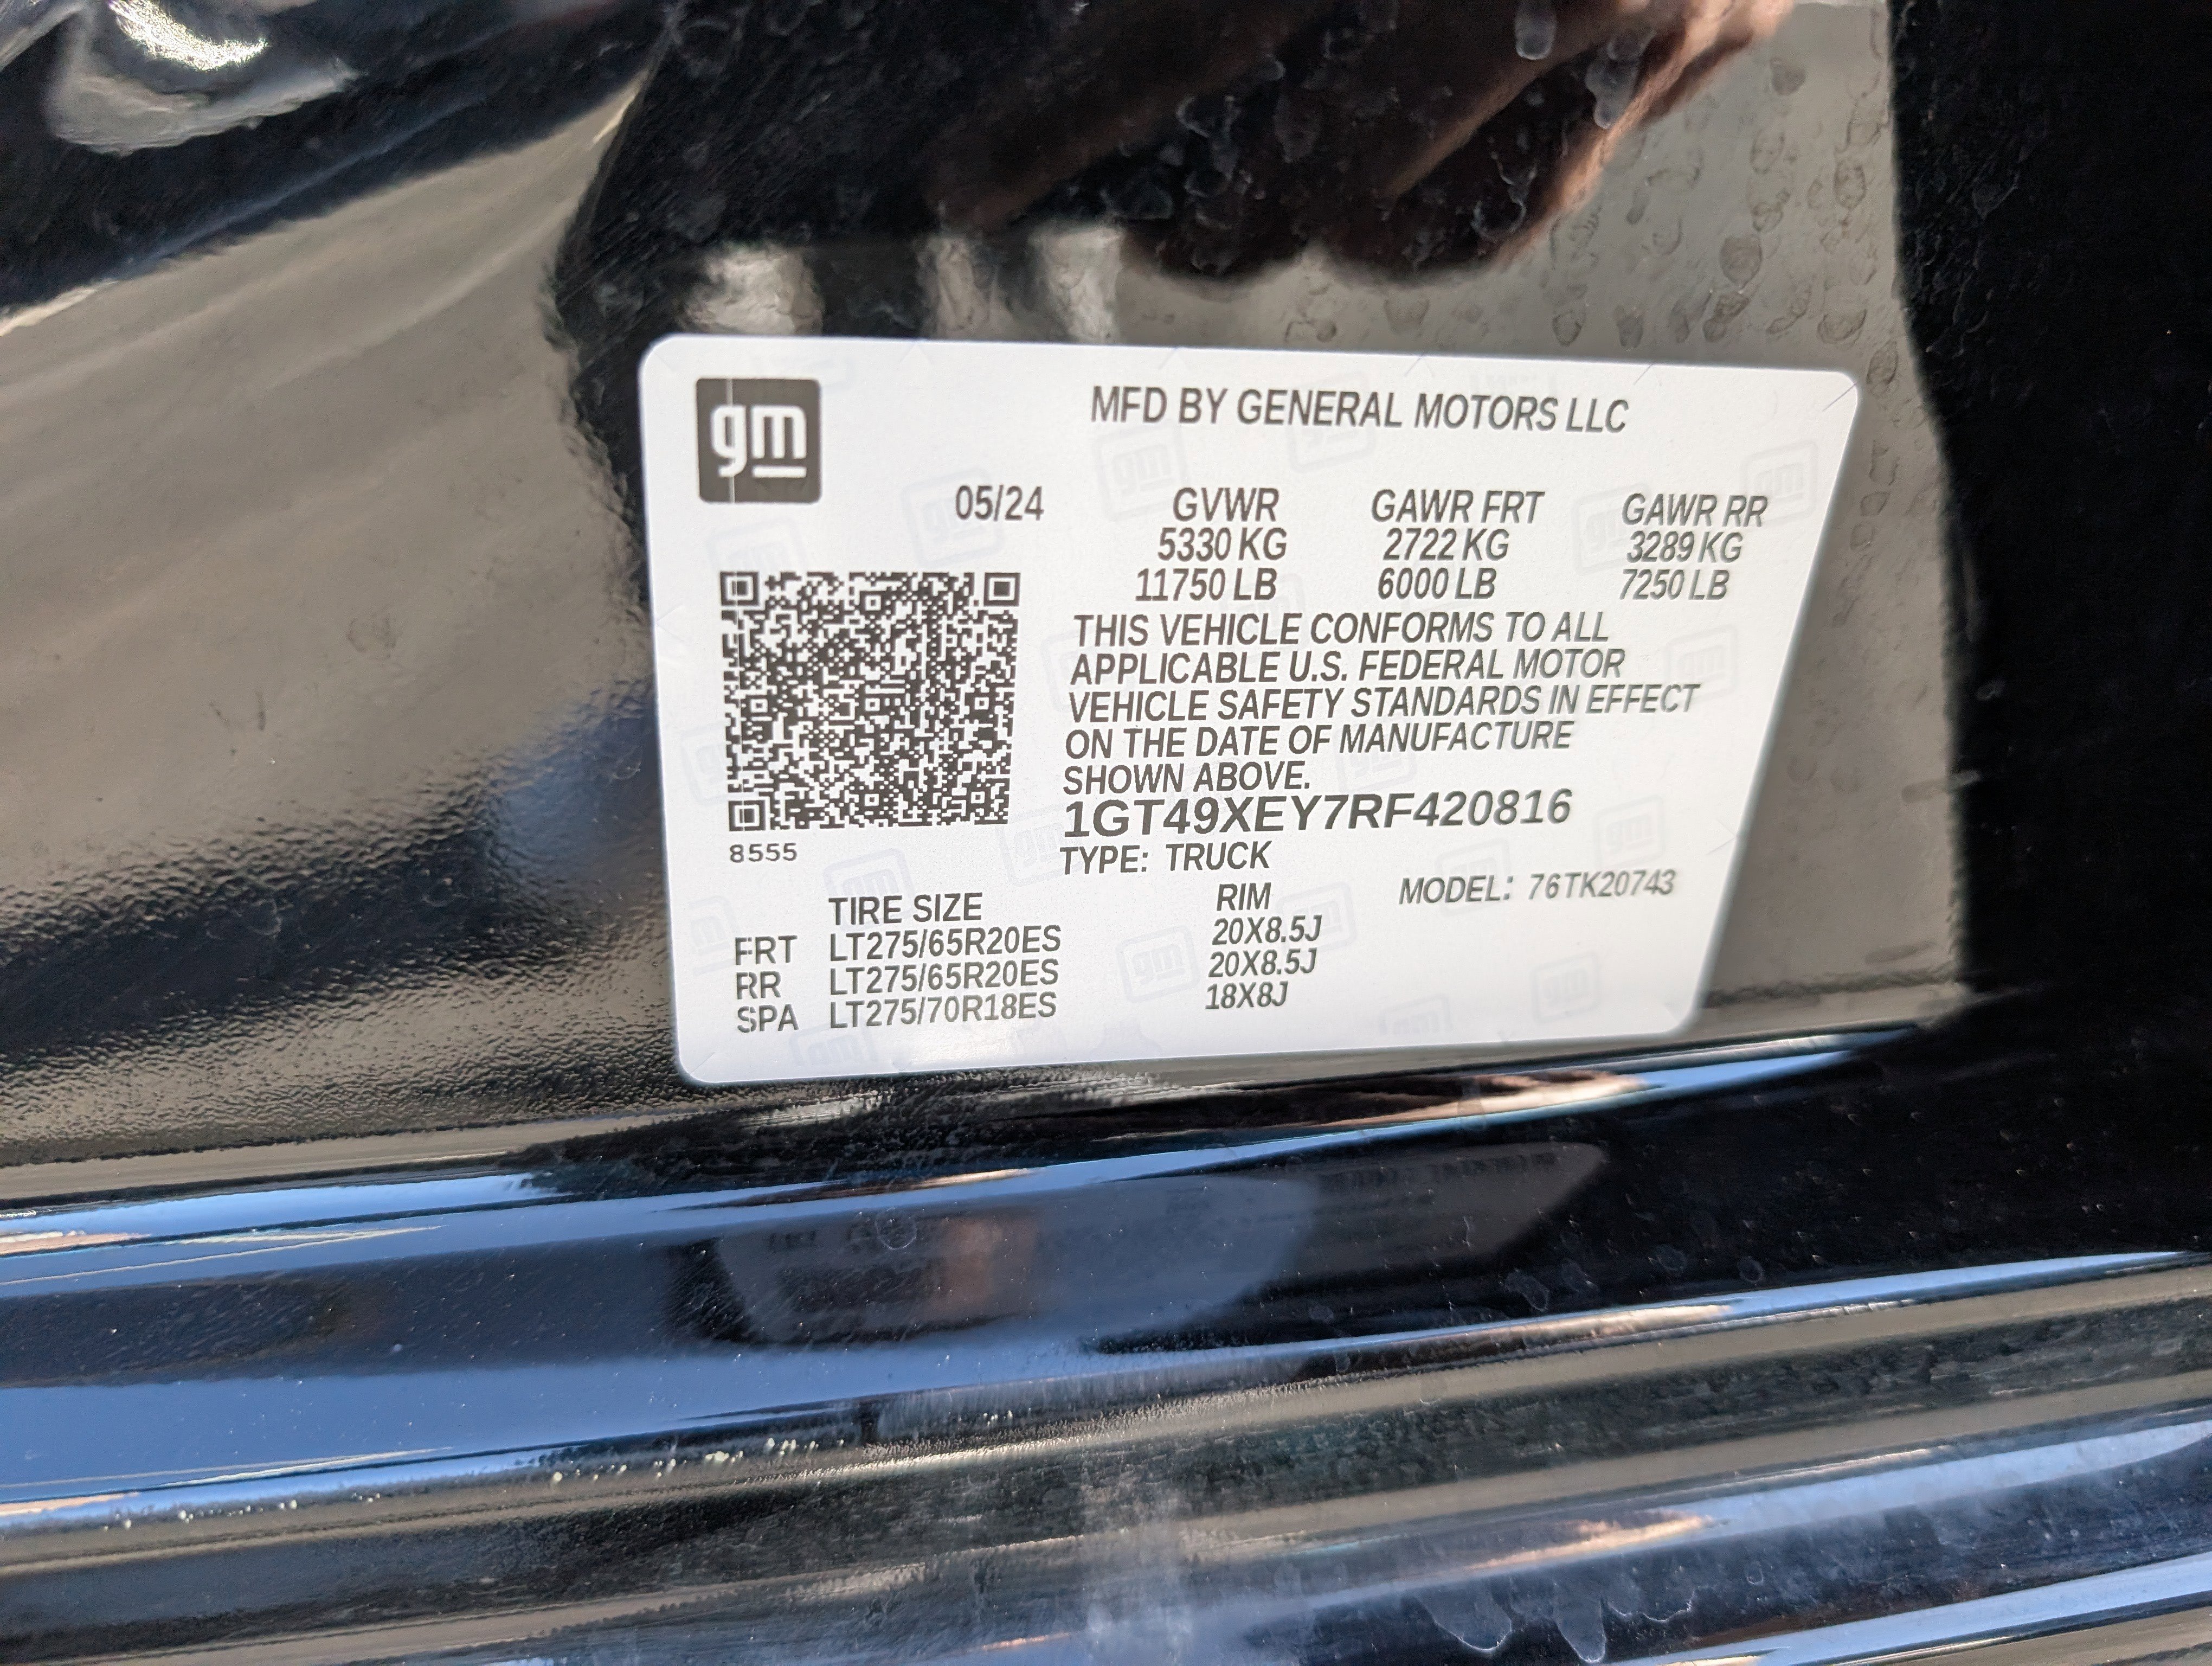 gm
MFD BY GENERAL MOTORS LLC
05/24 GVWR GAWR FRT GAWR RR
5330 KG 2722 KG 3289 KG
11750 LB 6000 LB 7250 LB
THIS VEHICLE CONFORMS TO ALL
APPLICABLE U.S. FEDERAL MOTOR
VEHICLE SAFETY STANDARDS IN EFFECT
ON THE DATE OF MANUFACTURE
SHOWN ABOVE.
1GT49XEY7RF420816
8555
TYPE: TRUCK
TIRE SIZE RIM MODEL: 76TK20743
FRT LT275/65R20ES 20X8.5J
RR LT275/65R20ES 20X8.5J
SPA LT275/70R18ES 18X8J